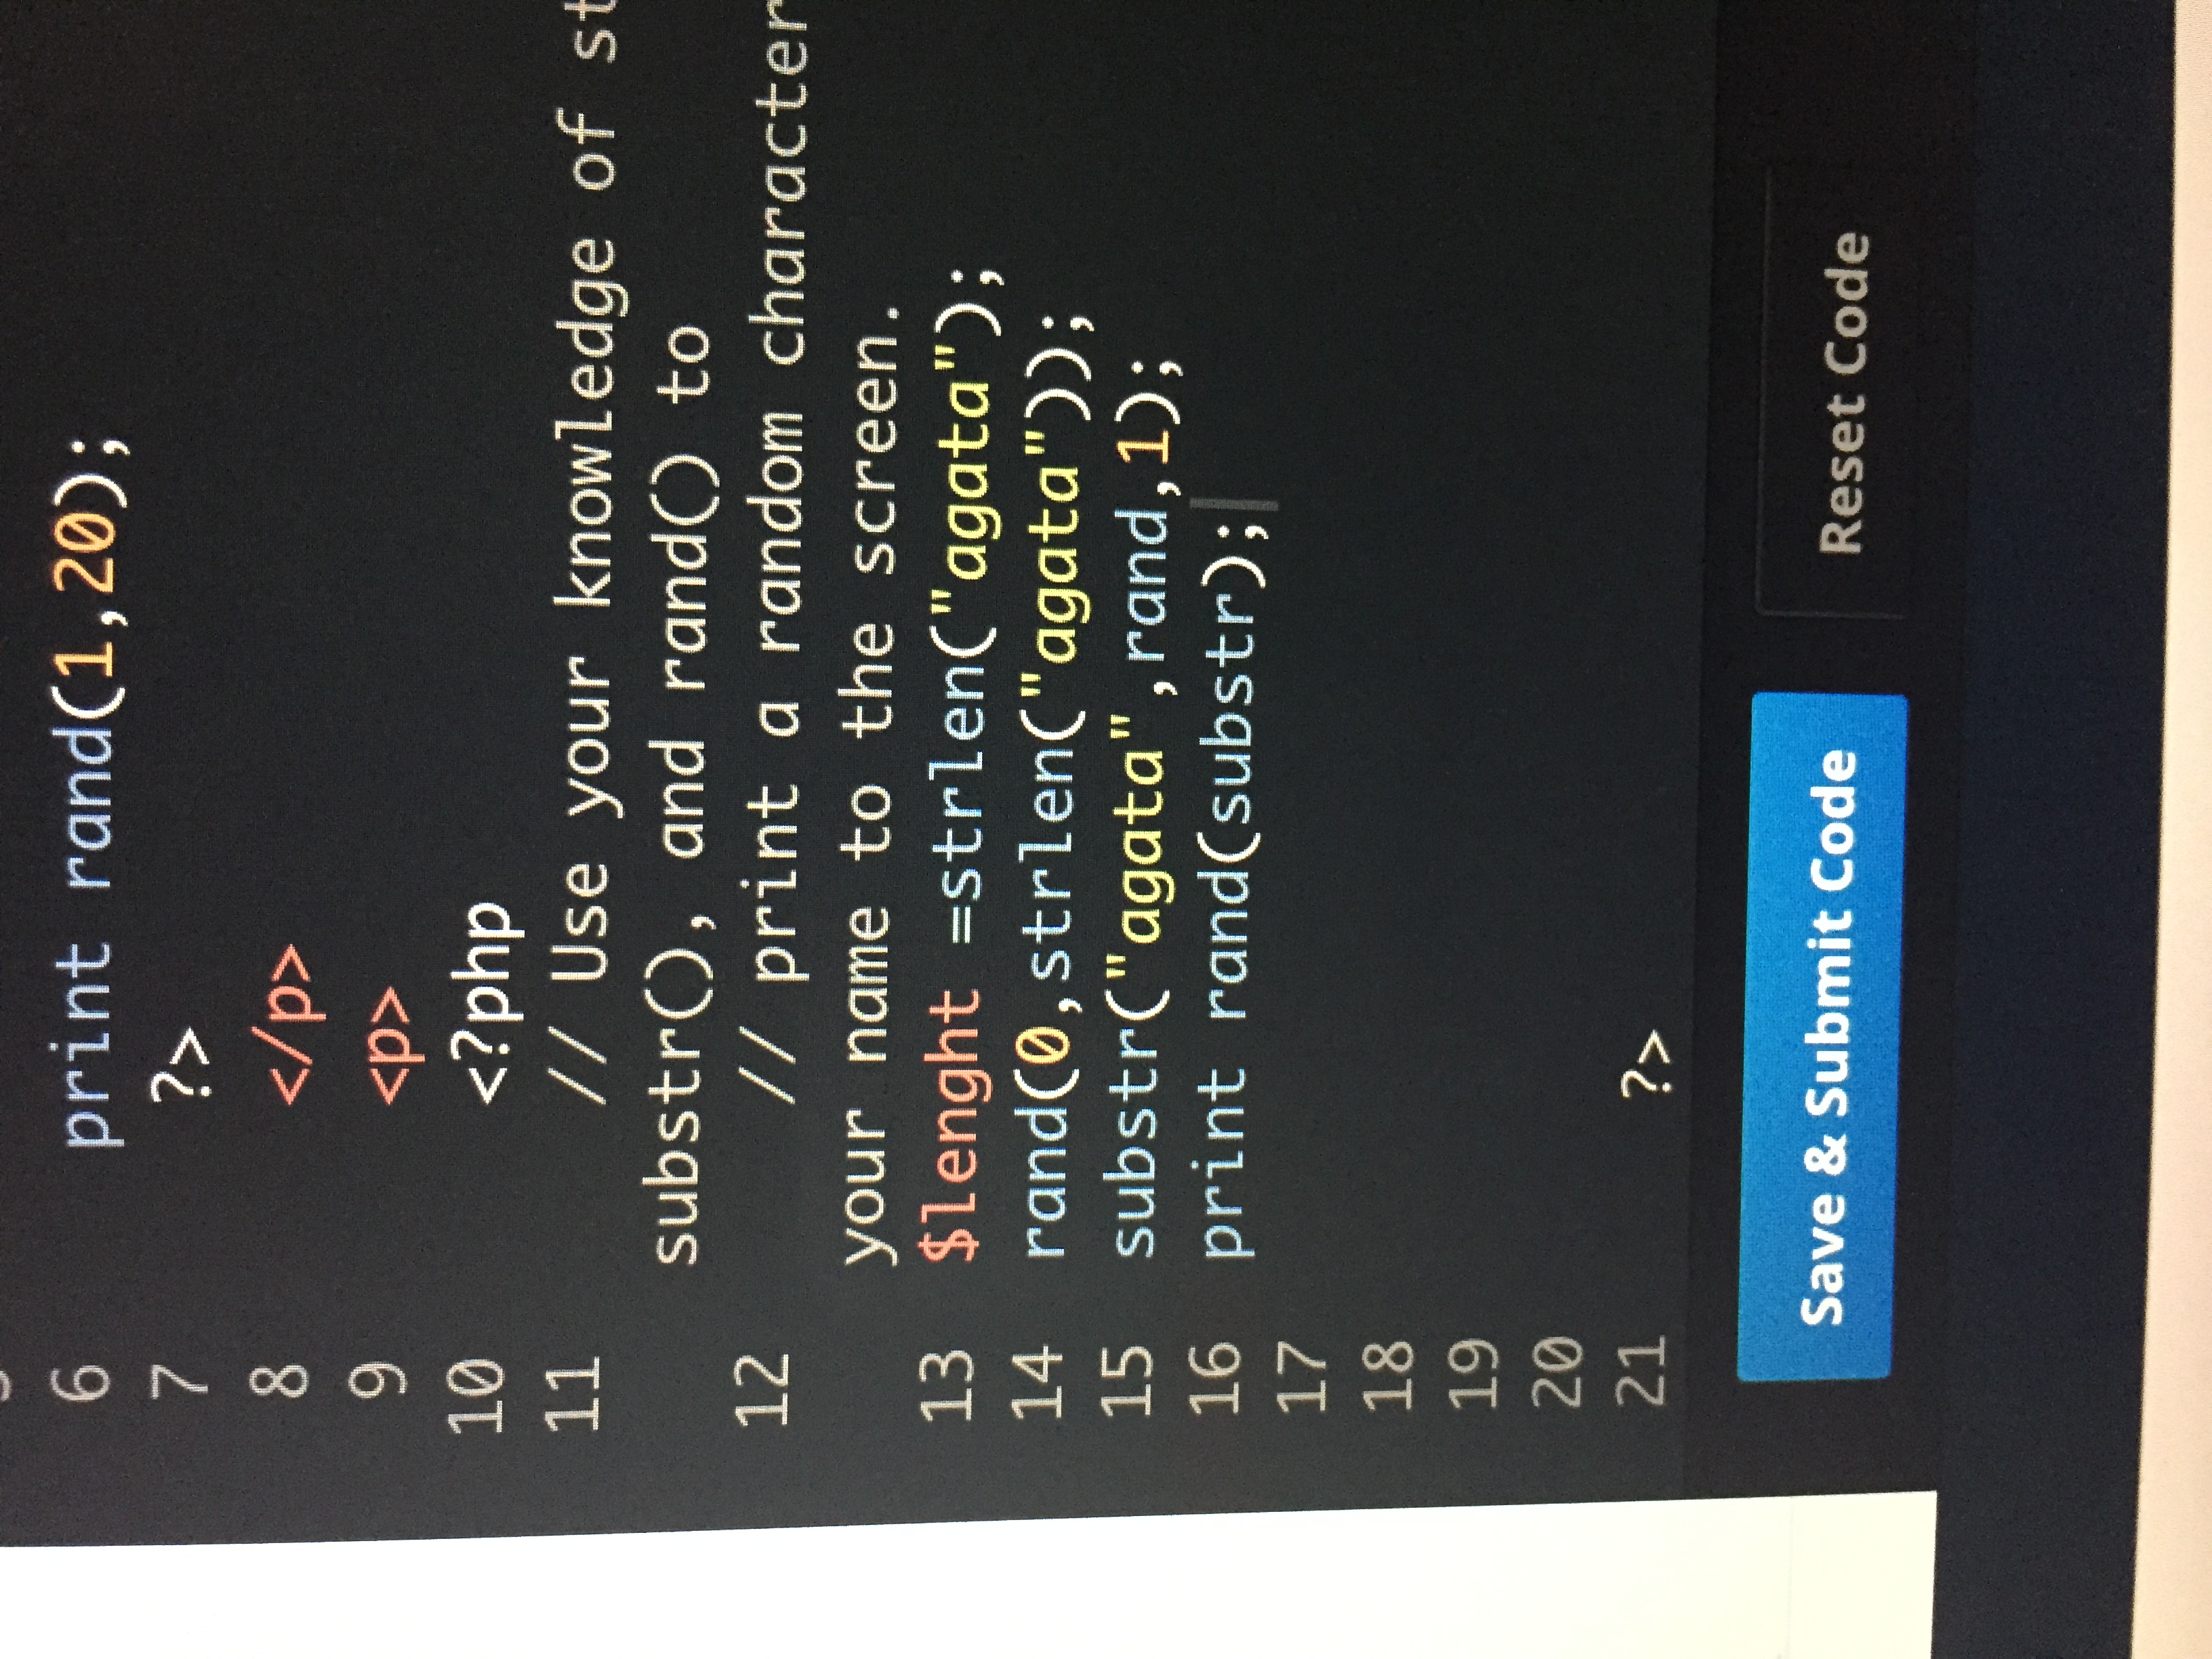 6 print rand(1,20);
7 ?>
8 </p>
9 <p>
10 <?php
11 // Use your knowledge of st
substr(), and rand() to
12 // print a random character
your name to the screen.
13 $lenght =strlen("agata");
14 rand(0,strlen("agata"));
15 substr("agata",rand,1);
16 print rand(substr);
17
18
19
20
21 ?>
Save & Submit Code
Reset Code